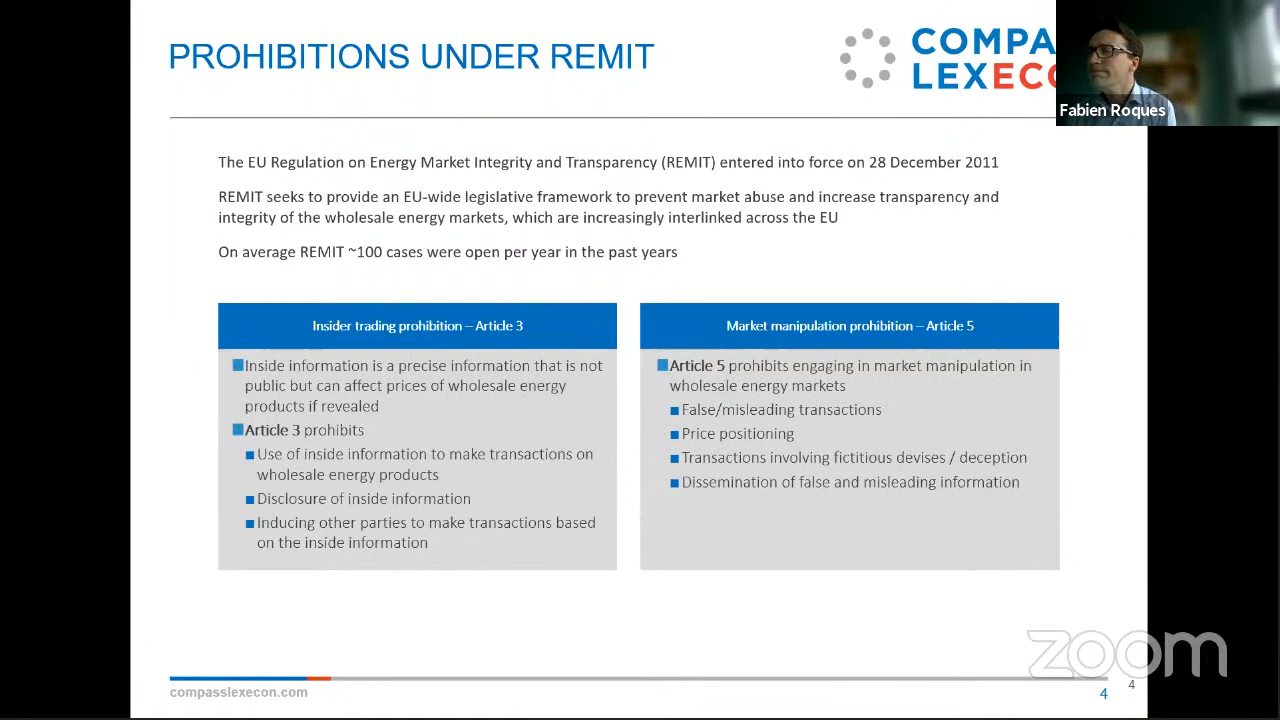 PROHIBITIONS UNDER REMIT
COMPA
LEXECO
Fabien Roques
The EU Regulation on Energy Market Integrity and Transparency (REMIT) entered into force on 28 December 2011
REMIT seeks to provide an EU-wide legislative framework to prevent market abuse and increase transparency and
integrity of the wholesale energy markets, which are increasingly interlinked across the EU
On average REMIT ~100 cases were open per year in the past years
Insider trading prohibition – Article 3
Inside information is a precise information that is not
public but can affect prices of wholesale energy
products if revealed
Article 3 prohibits
Use of inside information to make transactions on
wholesale energy products
Disclosure of inside information
Inducing other parties to make transactions based
on the inside information
Market manipulation prohibition – Article 5
Article 5 prohibits engaging in market manipulation in
wholesale energy markets
False/misleading transactions
Price positioning
Transactions involving fictitious devises / deception
Dissemination of false and misleading information
zoom
compasslexecon.com
4
4